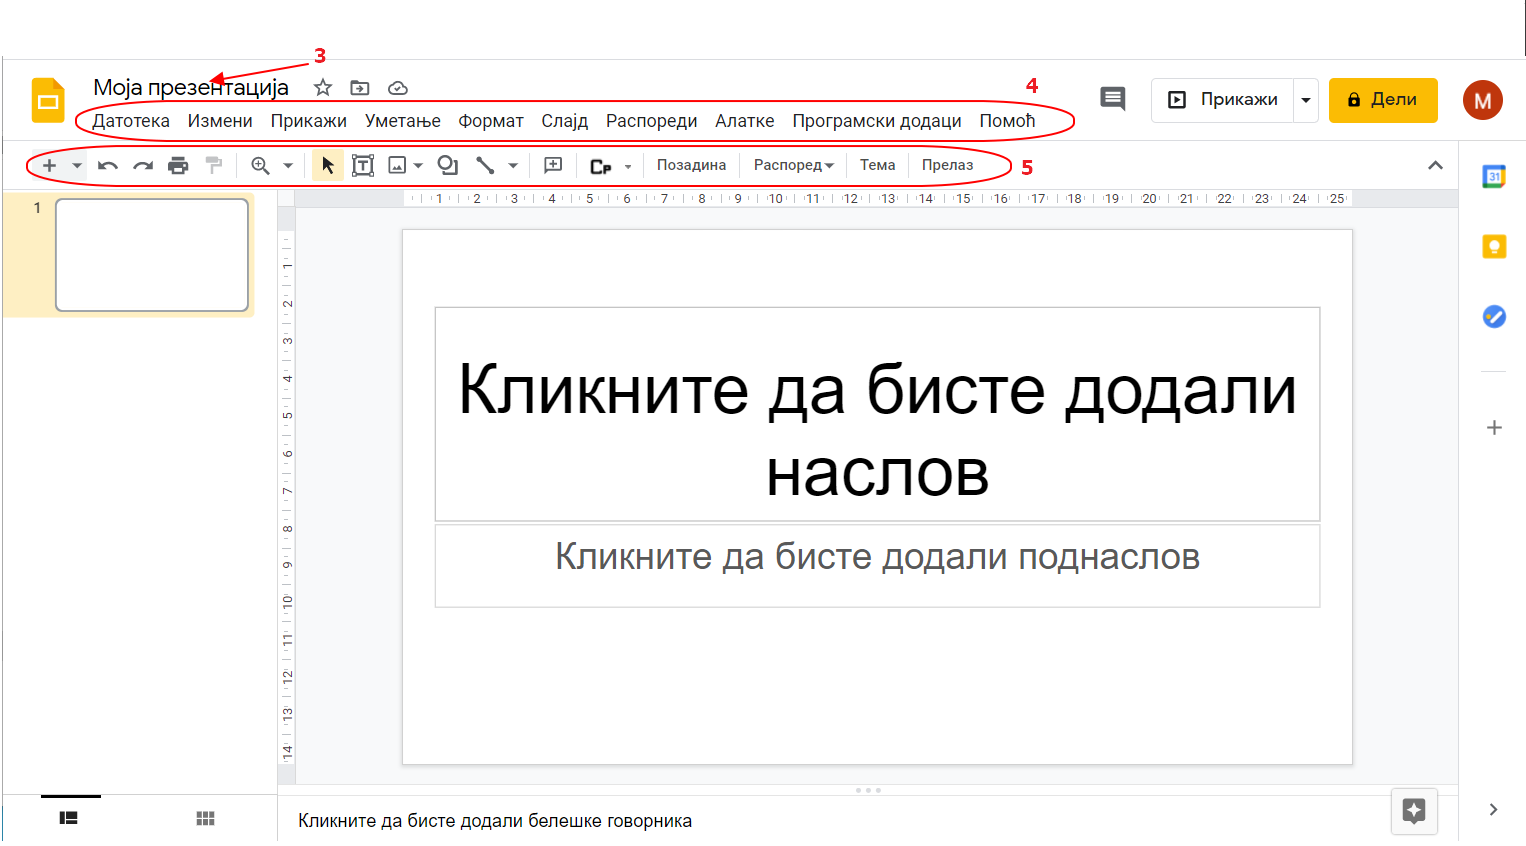 3
Моја презентација
4
Прикажи
Дели
M
Датотека Измени Прикажи Уметање Формат Слајд Распореди Алатке Програмски додаци Помоћ
Ср Позадина Распоред Тема Прелаз
5
31
1 2 3 4 5 6 7 8 9 10 11 12 13 14 15 16 17 18 19 20 21 22 23 24 25
1
1
2
3
4
5
6
7
8
9
10
11
12
13
14
Кликните да бисте додали
наслов
Кликните да бисте додали поднаслов
Кликните да бисте додали белешке говорника